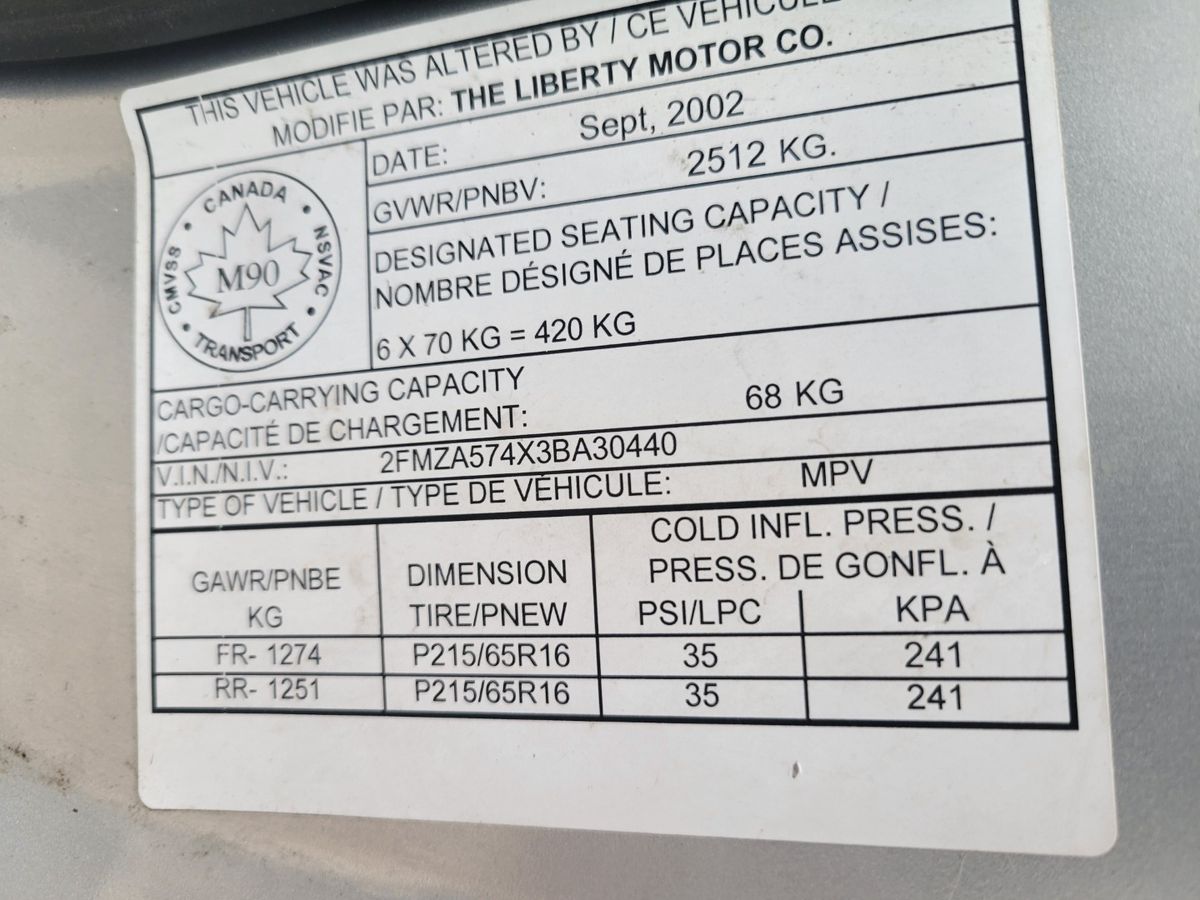 THIS VEHICLE WAS ALTERED BY / CE VEHICULE
MODIFIE PAR: THE LIBERTY MOTOR CO.
DATE: Sept, 2002
GVWR/PNBV: 2512 KG.
CANADA
CMVSS
NSVAC
M90
TRANSPORT
DESIGNATED SEATING CAPACITY /
NOMBRE DÉSIGNÉ DE PLACES ASSISES:
6 X 70 KG = 420 KG
CARGO-CARRYING CAPACITY
/CAPACITÉ DE CHARGEMENT: 68 KG
V.I.N./N.I.V.: 2FMZA574X3BA30440
TYPE OF VEHICLE / TYPE DE VÉHICULE: MPV
COLD INFL. PRESS. /
GAWR/PNBE DIMENSION PRESS. DE GONFL. À
KG TIRE/PNEW PSI/LPC KPA
FR- 1274 P215/65R16 35 241
RR- 1251 P215/65R16 35 241